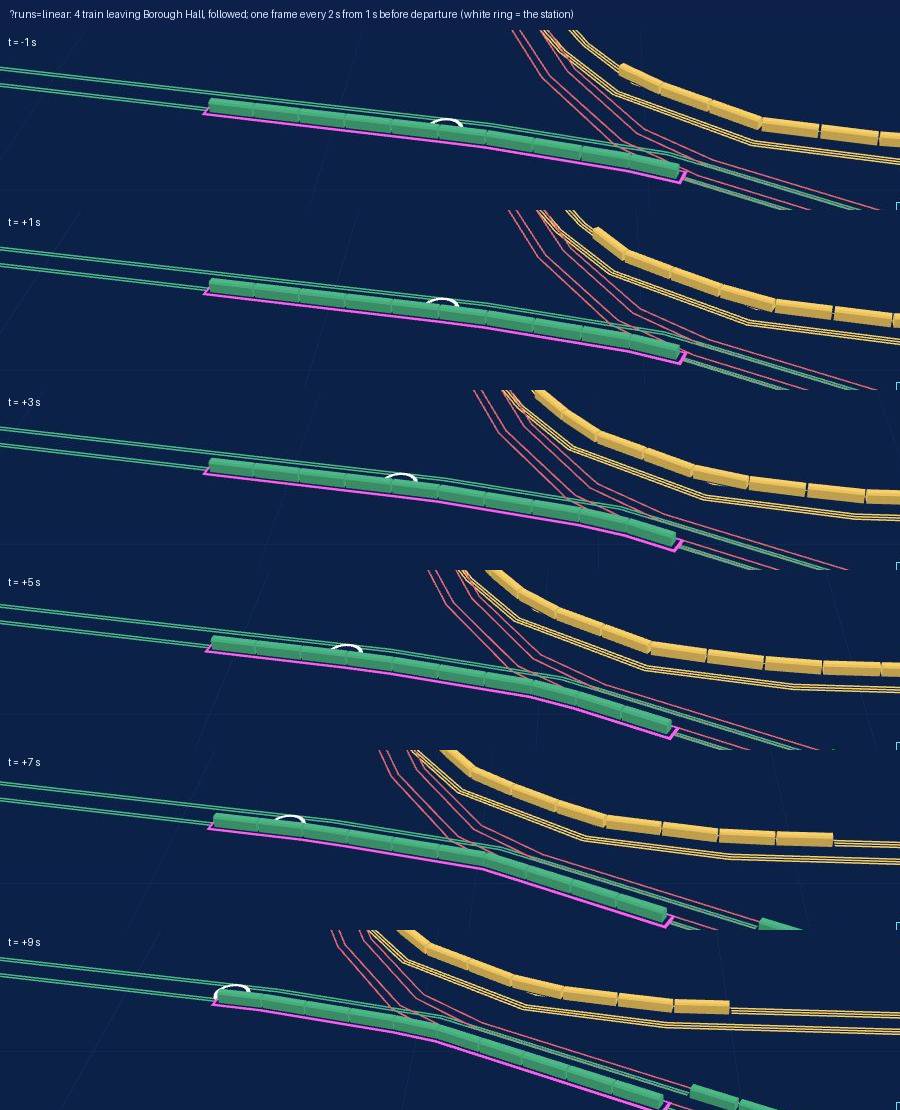 ?runs=linear: 4 train leaving Borough Hall, followed; one frame every 2 s from 1 s before departure (white ring = the station)
t = -1 s
t = +1 s
t = +3 s
t = +5 s
t = +7 s
t = +9 s